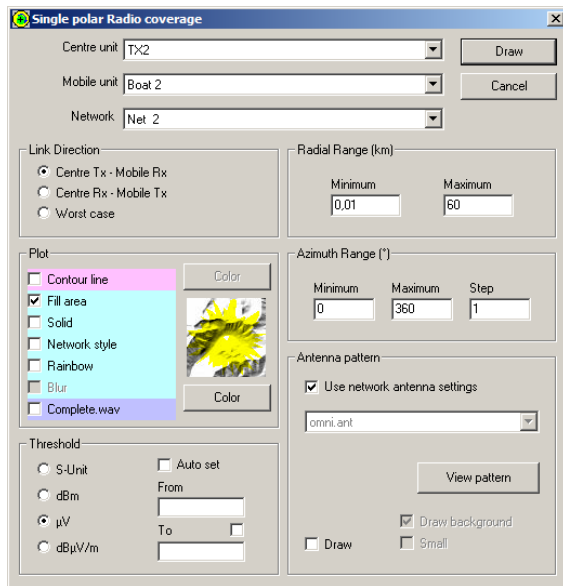 Single polar Radio coverage
Centre unit TX2 Draw
Mobile unit Boat 2 Cancel
Network Net 2
Link Direction
Centre Tx - Mobile Rx
Centre Rx - Mobile Tx
Worst case
Radial Range (km)
Minimum Maximum
0,01 60
Plot
Contour line Color
Fill area
Solid
Network style
Rainbow
Blur
Complete.wav Color
Azimuth Range (°)
Minimum Maximum Step
0 360 1
Antenna pattern
Use network antenna settings
omni.ant
View pattern
Draw background
Draw Small
Threshold
S-Unit Auto set
dBm From
µV To
dBµV/m